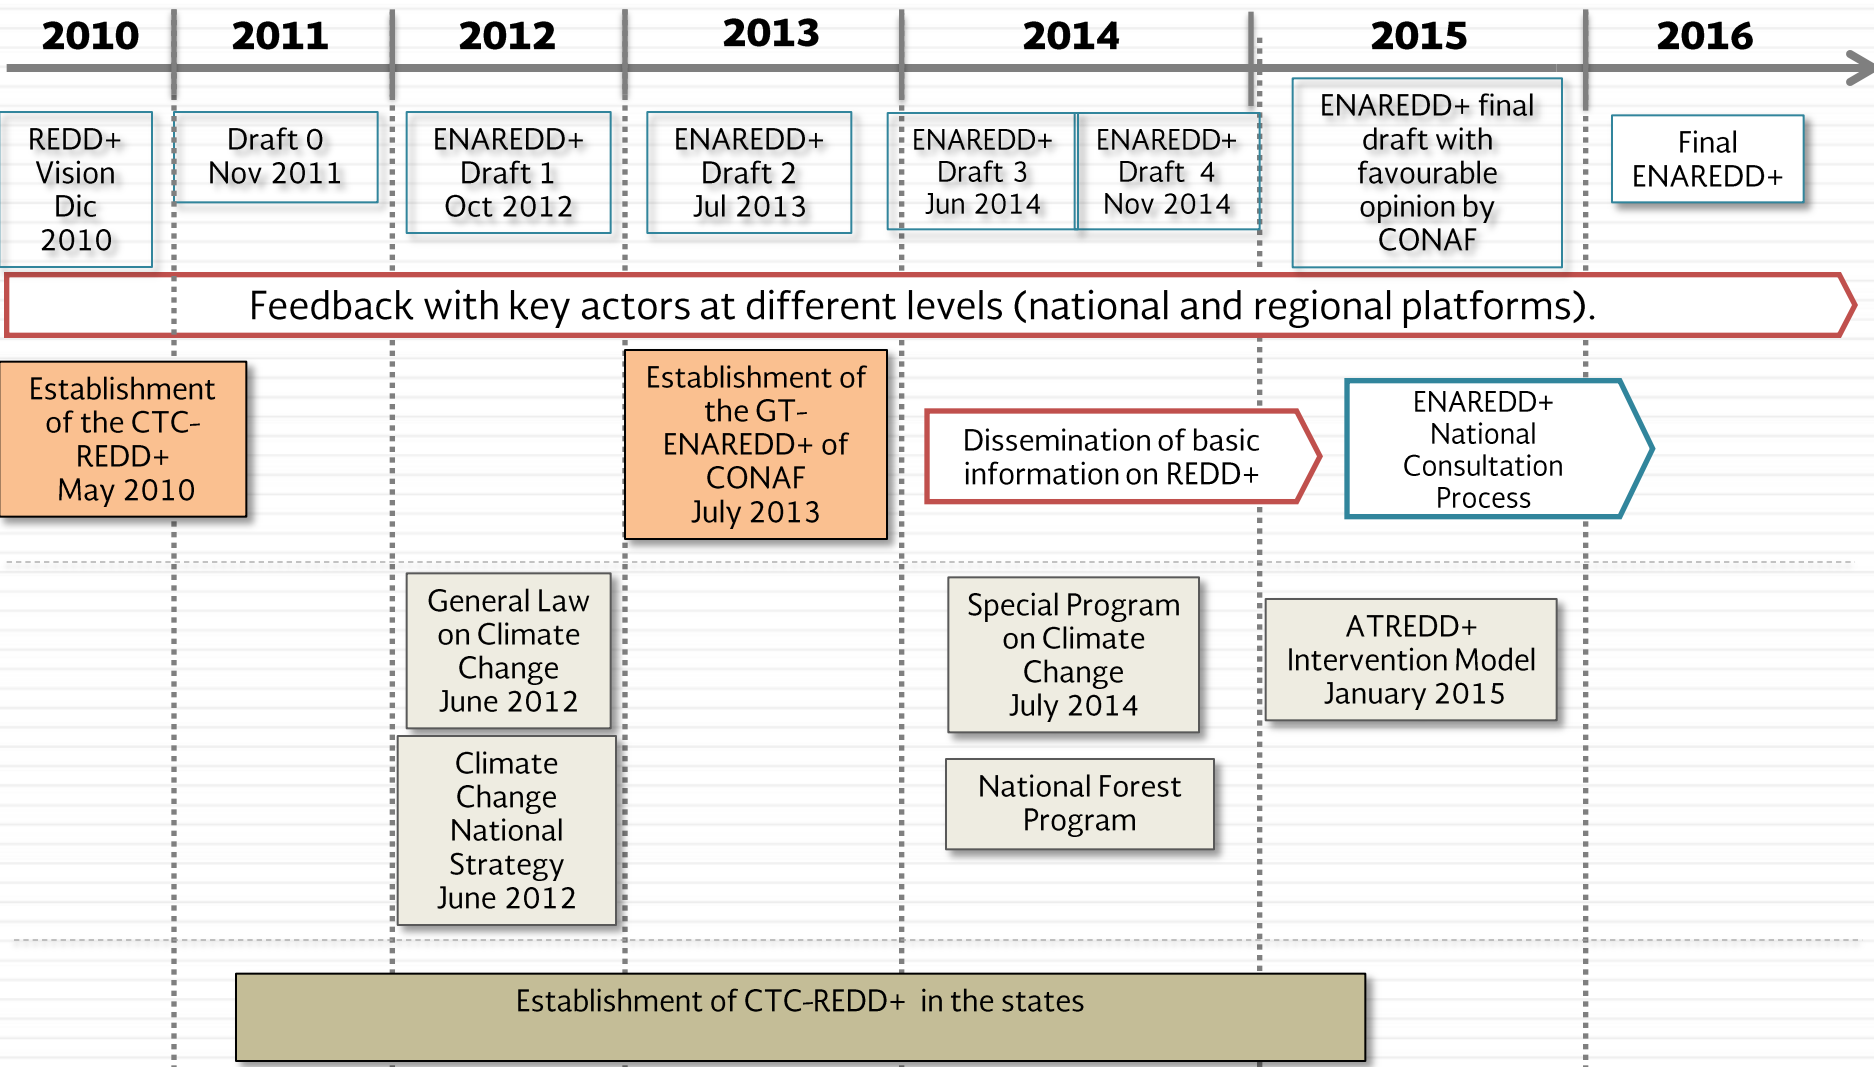 2010
2011
2012
2013
2014
2015
2016
REDD+
Vision
Dic
2010
Draft 0
Nov 2011
ENAREDD+
Draft 1
Oct 2012
ENAREDD+
Draft 2
Jul 2013
ENAREDD+
Draft 3
Jun 2014
ENAREDD+
Draft 4
Nov 2014
ENAREDD+ final
draft with
favourable
opinion by
CONAF
Final
ENAREDD+
Feedback with key actors at different levels (national and regional platforms).
Establishment
of the CTC-
REDD+
May 2010
Establishment of
the GT-
ENAREDD+ of
CONAF
July 2013
Dissemination of basic
information on REDD+
ENAREDD+
National
Consultation
Process
General Law
on Climate
Change
June 2012
Climate
Change
National
Strategy
June 2012
Special Program
on Climate
Change
July 2014
National Forest
Program
ATREDD+
Intervention Model
January 2015
Establishment of CTC-REDD+ in the states